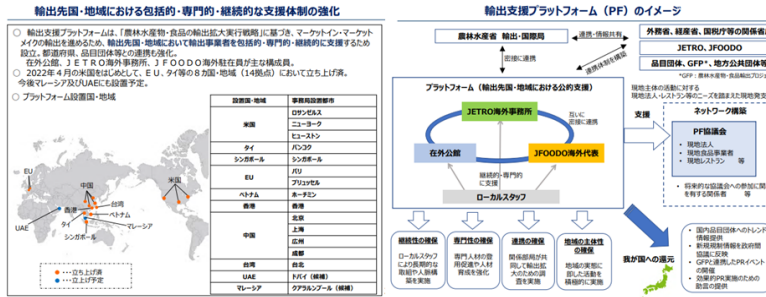 輸出先国・地域における包括的・専門的・継続的な支援体制の強化
○ 輸出支援プラットフォームは、「農林水産物・食品の輸出拡大実行戦略」に基づき、マーケットイン・マーケット
メイクの輸出を進めるため、輸出先国・地域において輸出事業者を包括的・専門的・継続的に支援するため
設立。都道府県、品目団体等との連携も強化。
在外公館、JETRO海外事務所、JFOODO海外駐在員が主な構成員。
○ 2022年4月の米国をはじめとして、EU、タイ等の8カ国・地域（14拠点）において立ち上げ済。
今後マレーシア及びUAEにも設置予定。
○ プラットフォーム設置国・地域
EU
中国
米国
台湾
香港
ベトナム
タイ
マレーシア
UAE
シンガポール
・・・立ち上げ済
・・・立上げ予定
設置国・地域 事務局設置都市
米国 ロサンゼルス
ニューヨーク
ヒューストン
タイ バンコク
シンガポール シンガポール
EU パリ
ブリュッセル
ベトナム ホーチミン
香港 香港
中国 北京
上海
広州
成都
台湾 台北
UAE ドバイ（候補）
マレーシア クアラルンプール（候補）
輸出支援プラットフォーム（PF）のイメージ
農林水産省 輸出・国際局
連携・情報共有
外務省、経産省、国税庁等の関係省
JETRO、JFOODO
品目団体、GFP*、地方公共団体等
*GFP：農林水産物・食品輸出プロジェ
密接に連携
連携体制を構築
プラットフォーム（輸出先国・地域における公的支援）
JETRO海外事務所
互いに
密接に連携
在外公館
JFOODO海外代表
継続的・専門的
に支援
ローカルスタッフ
現地主体の活動に対する
現地法人・レストラン等のニーズを踏まえた現地発支
支援
ネットワーク構築
PF協議会
・ 現地法人
・ 現地食品事業者
・ 現地レストラン 等
・ 将来的な協議会への参加に関
を有する関係者 等
継続性の確保
ローカルスタッフ
により長期的な
取組や人脈構
築を実施
専門性の確保
専門人材の登
用促進や人材
育成を強化
連携の確保
関係部局が共
同して輸出拡
大のための調
査を実施
地域の主体性
の確保
地域の実態に
即した活動を
積極的に実施
我が国への還元
・ 国内品目団体へのトレンド
情報提供
・ 新規規制情報を政府間
協議に反映
・ GFPと連携したPRイベント
の開催
・ 効果的PR実施のための
助言の提供